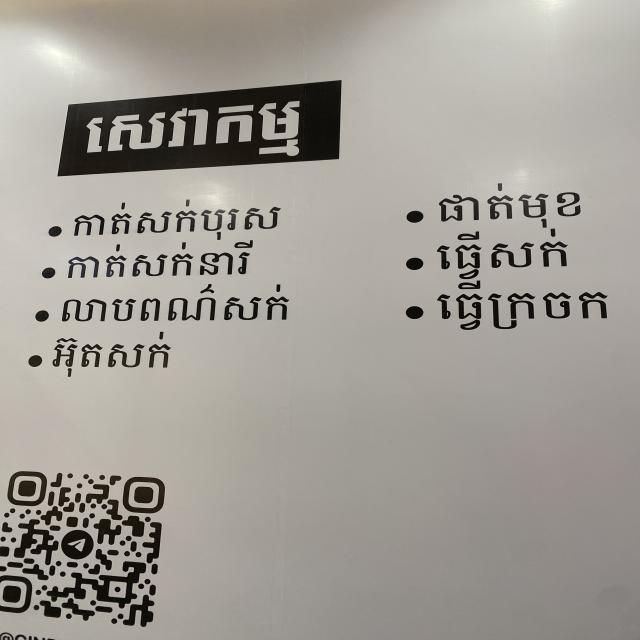 សេវាកម្ម
កាត់សក់បុរស
កាត់សក់នារី
លាបពណ៌សក់
អ៊ុតសក់
ផាត់មុខ
ធ្វើសក់
ធ្វើក្រចក